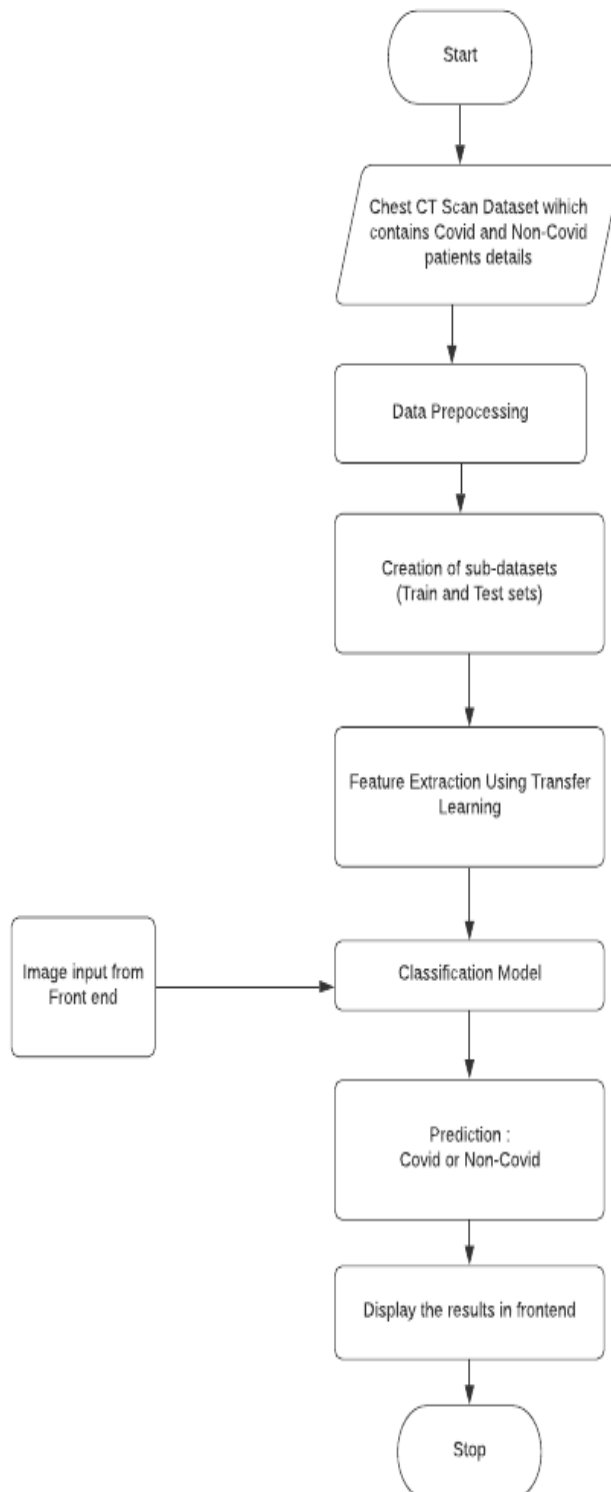 Start
Chest CT Scan Dataset wihich
contains Covid and Non-Covid
patients details
Data Prepocessing
Creation of sub-datasets
(Train and Test sets)
Feature Extraction Using Transfer
Learning
Image input from
Front end
Classification Model
Prediction :
Covid or Non-Covid
Display the results in frontend
Stop